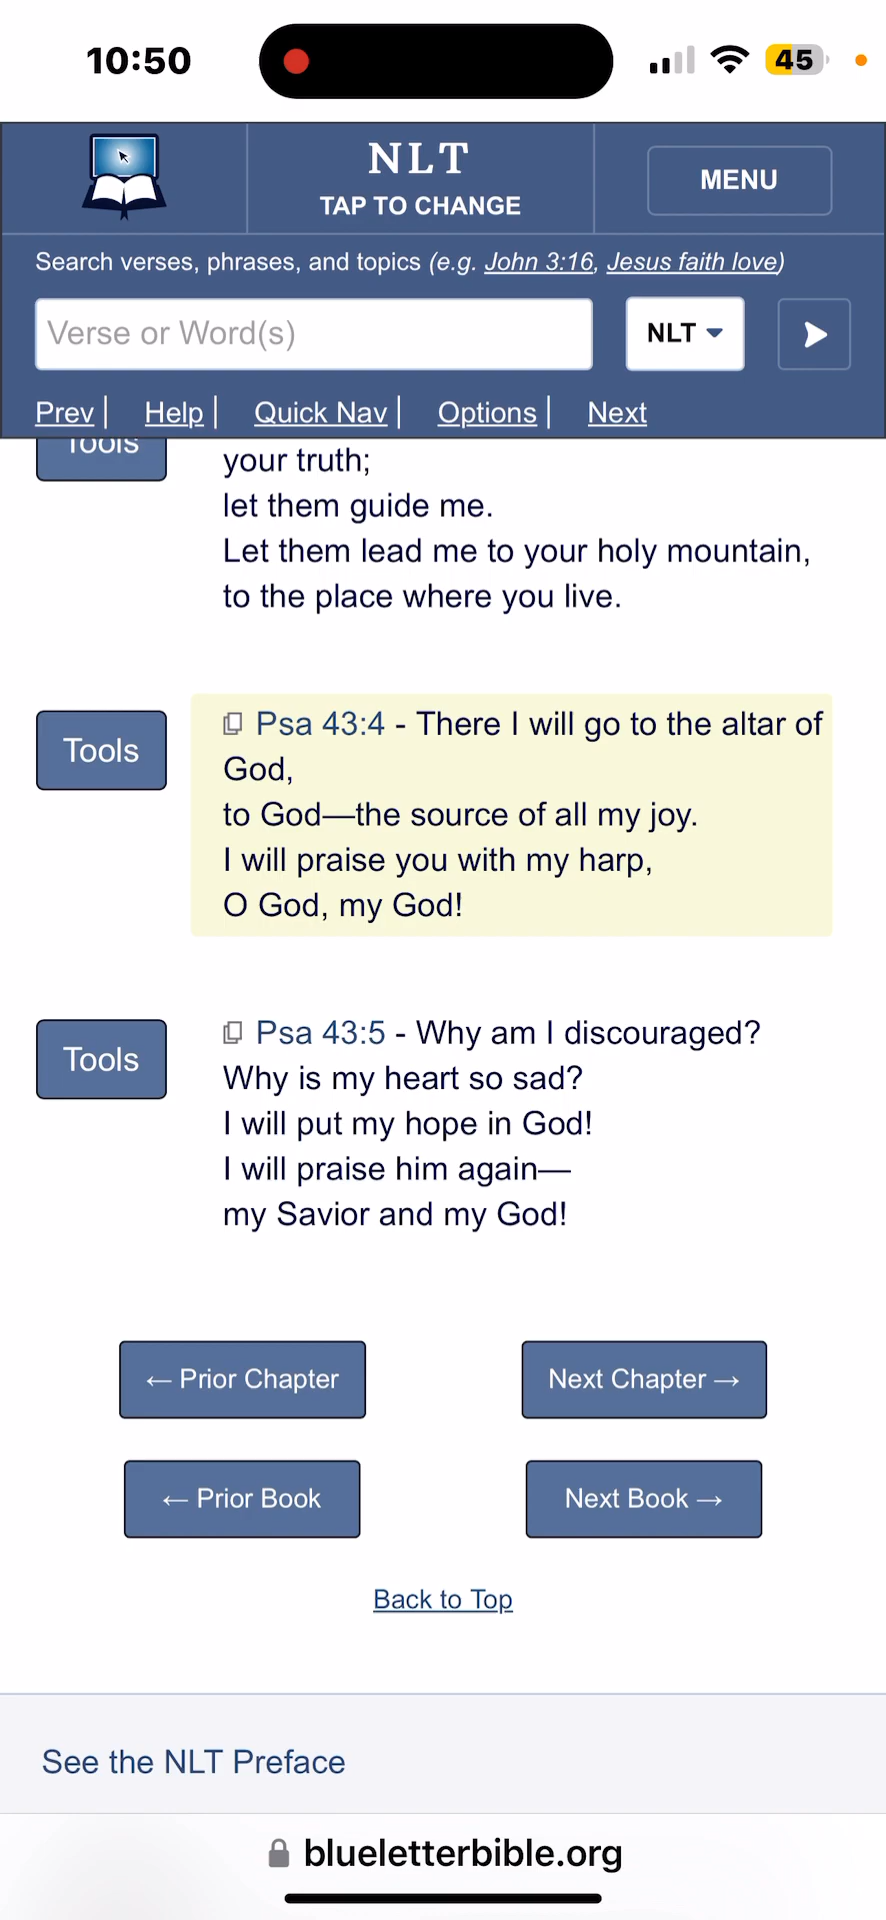 10:50
45
NLT
TAP TO CHANGE
MENU
Search verses, phrases, and topics (e.g. John 3:16, Jesus faith love)
Verse or Word(s)
NLT
Prev | Help | Quick Nav | Options | Next
Tools
your truth;
let them guide me.
Let them lead me to your holy mountain,
to the place where you live.
Tools
Psa 43:4 - There I will go to the altar of
God,
to God—the source of all my joy.
I will praise you with my harp,
O God, my God!
Tools
Psa 43:5 - Why am I discouraged?
Why is my heart so sad?
I will put my hope in God!
I will praise him again—
my Savior and my God!
← Prior Chapter
Next Chapter →
← Prior Book
Next Book →
Back to Top
See the NLT Preface
blueletterbible.org